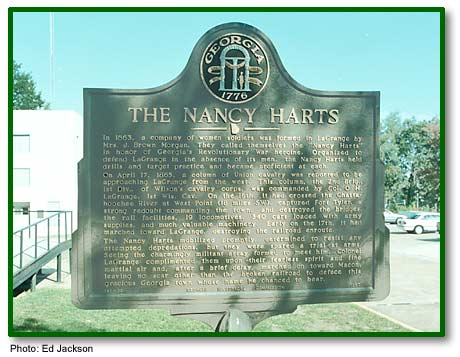 GEORGIA
1776
THE NANCY HARTS
In 1863, a company of women soldiers was formed in LaGrange by
Mrs. J. Brown Morgan. They called themselves the "Nancy Harts"
in honor of Georgia's Revolutionary War heroine. Organized to
defend LaGrange in the absence of its men, the Nancy Harts held
drills and target practice and became proficient at each.
On April 17, 1865, a column of Union cavalry was reported to be
approaching LaGrange from the west. This column, the 2nd Brig.,
1st Div. of Wilson's cavalry corps, was commanded by Col. O. H.
LaGrange, 1st Wis. Cav. On the 16th, it had crossed the Chatta-
hoochee River at West Point (16 miles SW), captured Fort Tyler, a
strong redoubt commanding the town, and destroyed the bridges,
the rail facilities, 19 locomotives, 340 cars loaded with army
supplies, and much valuable machinery. Early on the 17th, it had
marched toward LaGrange, destroying the railroad enroute.
The Nancy Harts mobilized promptly, determined to resist any
attempted depredations, but they were spared a trial at arms.
Seeing the charmingly militant array formed to meet him, Colonel
LaGrange complimented them upon their fearless spirit and fine
martial air and, after a brief delay, marched on toward Macon,
leaving no scar other than the broken railroad to deface this
gracious Georgia town whose name he chanced to bear.
Photo: Ed Jackson